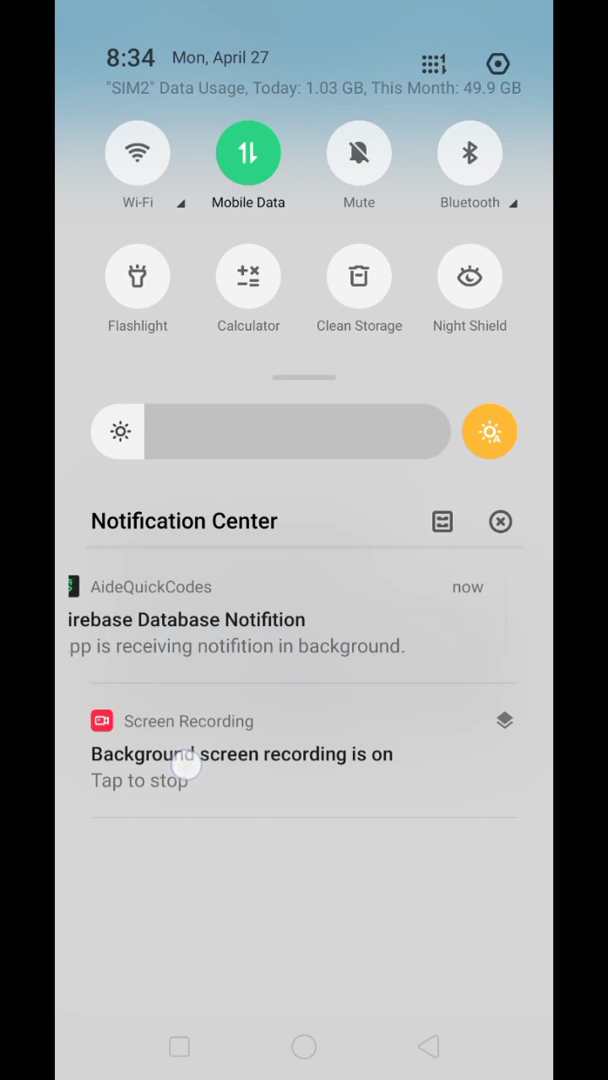 8:34 Mon, April 27
"SIM2" Data Usage, Today: 1.03 GB, This Month: 49.9 GB
Wi-Fi Mobile Data Mute Bluetooth
Flashlight Calculator Clean Storage Night Shield
Notification Center
AideQuickCodes now
irebase Database Notifition
pp is receiving notifition in background.
Screen Recording
Background screen recording is on
Tap to stop